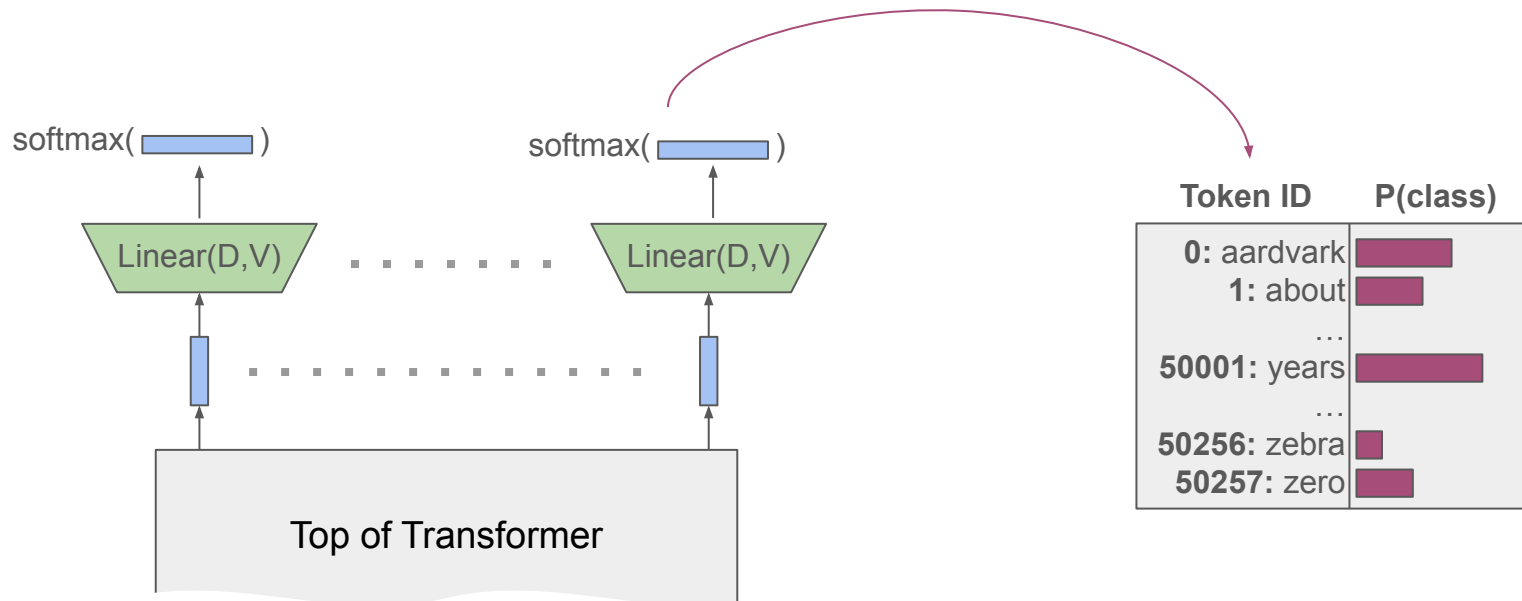 softmax( )
softmax( )
Linear(D,V)
Linear(D,V)
Top of Transformer
Token ID P(class)
0: aardvark
1: about
...
50001: years
...
50256: zebra
50257: zero